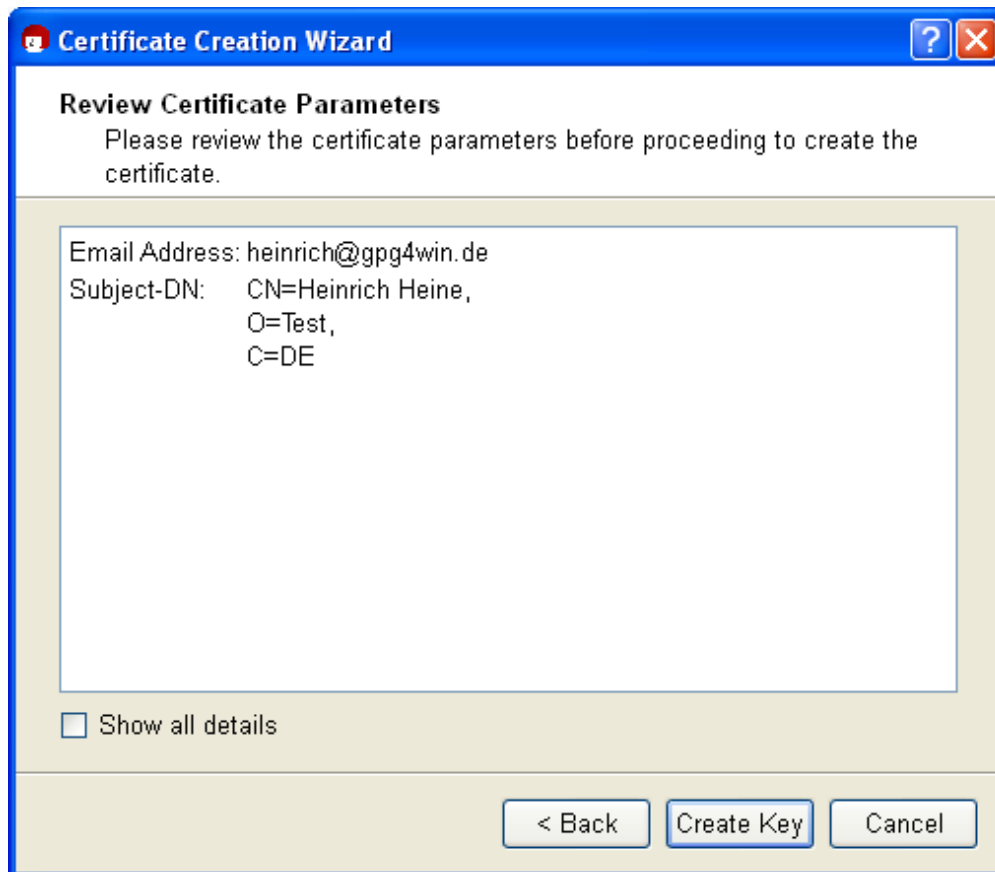 Certificate Creation Wizard
Review Certificate Parameters
Please review the certificate parameters before proceeding to create the
certificate.
Email Address: heinrich@gpg4win.de
Subject-DN: CN=Heinrich Heine,
O=Test,
C=DE
Show all details
< Back Create Key Cancel